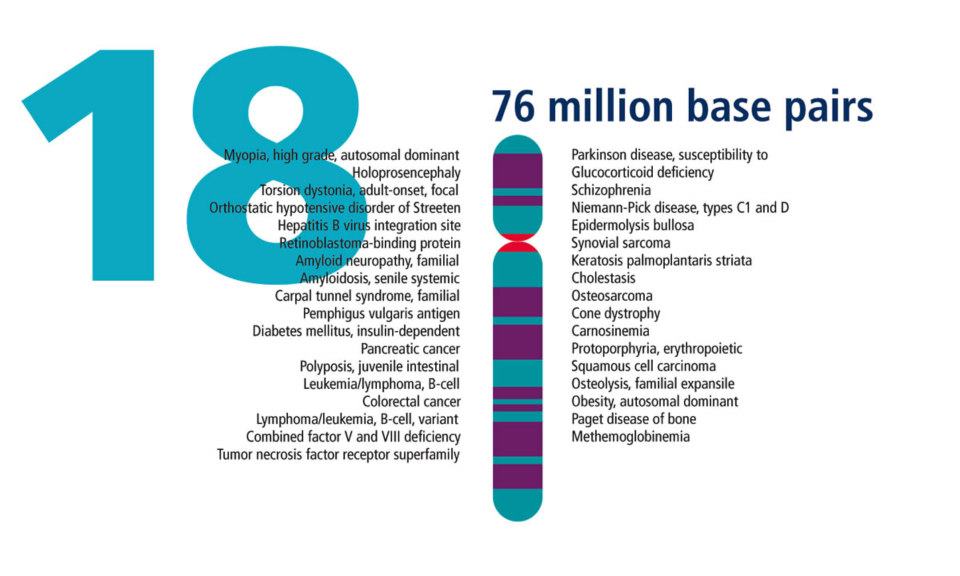 18
76 million base pairs
Myopia, high grade, autosomal dominant
Holoprosencephaly
Torsion dystonia, adult-onset, focal
Orthostatic hypotensive disorder of Streeten
Hepatitis B virus integration site
Retinoblastoma-binding protein
Amyloid neuropathy, familial
Amyloidosis, senile systemic
Carpal tunnel syndrome, familial
Pemphigus vulgaris antigen
Diabetes mellitus, insulin-dependent
Pancreatic cancer
Polyposis, juvenile intestinal
Leukemia/lymphoma, B-cell
Colorectal cancer
Lymphoma/leukemia, B-cell, variant
Combined factor V and VIII deficiency
Tumor necrosis factor receptor superfamily
Parkinson disease, susceptibility to
Glucocorticoid deficiency
Schizophrenia
Niemann-Pick disease, types C1 and D
Epidermolysis bullosa
Synovial sarcoma
Keratosis palmoplantaris striata
Cholestasis
Osteosarcoma
Cone dystrophy
Carnosinemia
Protoporphyria, erythropoietic
Squamous cell carcinoma
Osteolysis, familial expansile
Obesity, autosomal dominant
Paget disease of bone
Methemoglobinemia